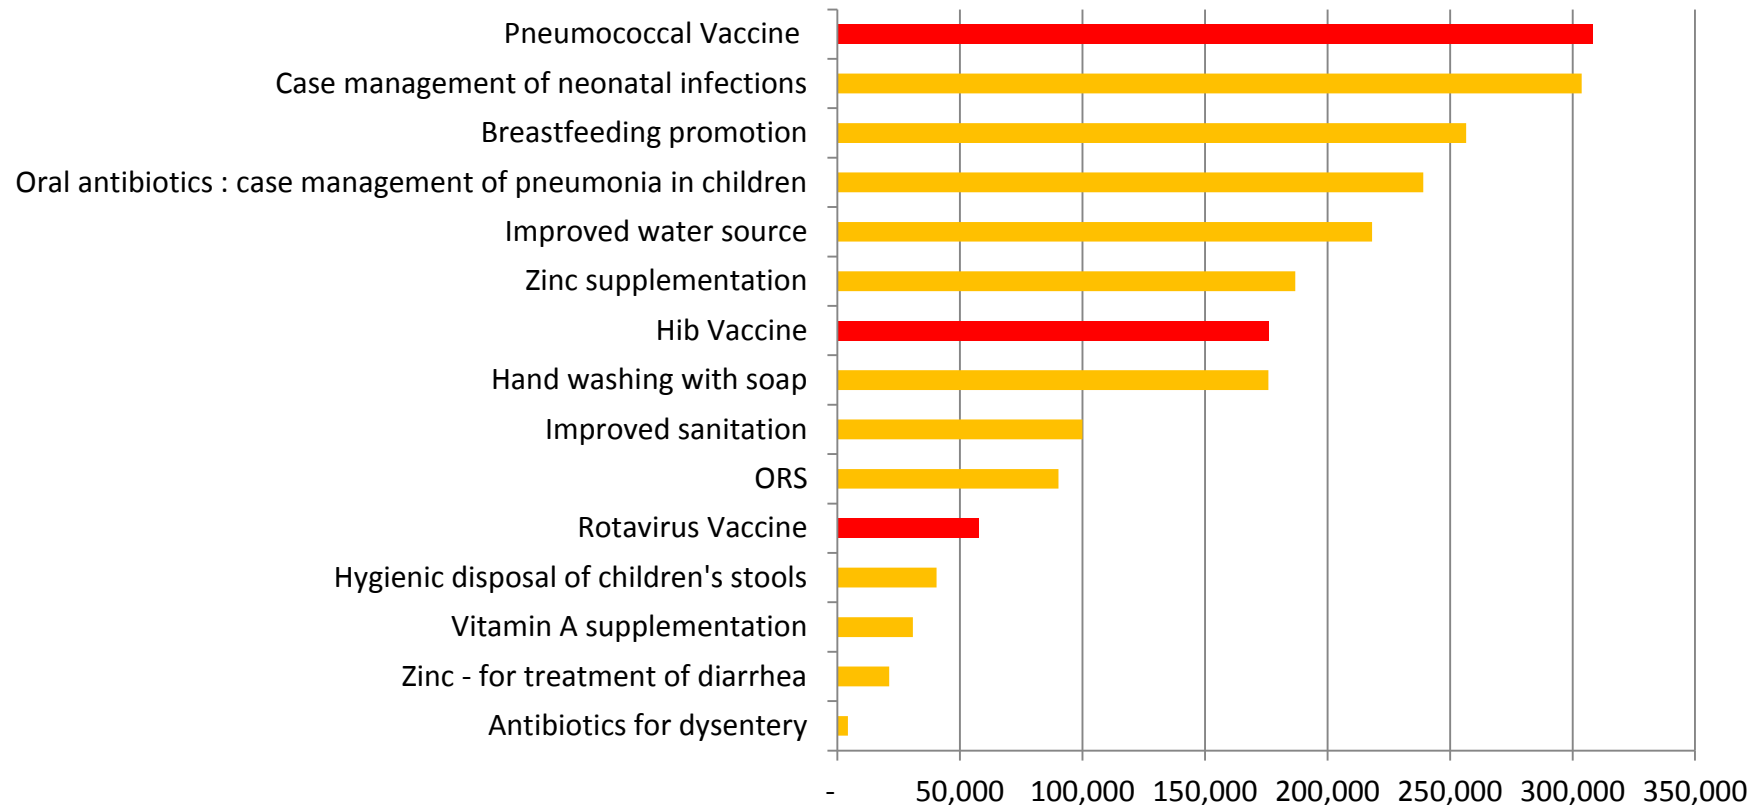 Pneumococcal Vaccine
Case management of neonatal infections
Breastfeeding promotion
Oral antibiotics : case management of pneumonia in children
Improved water source
Zinc supplementation
Hib Vaccine
Hand washing with soap
Improved sanitation
ORS
Rotavirus Vaccine
Hygienic disposal of children's stools
Vitamin A supplementation
Zinc - for treatment of diarrhea
Antibiotics for dysentery
- 50,000 100,000 150,000 200,000 250,000 300,000 350,000